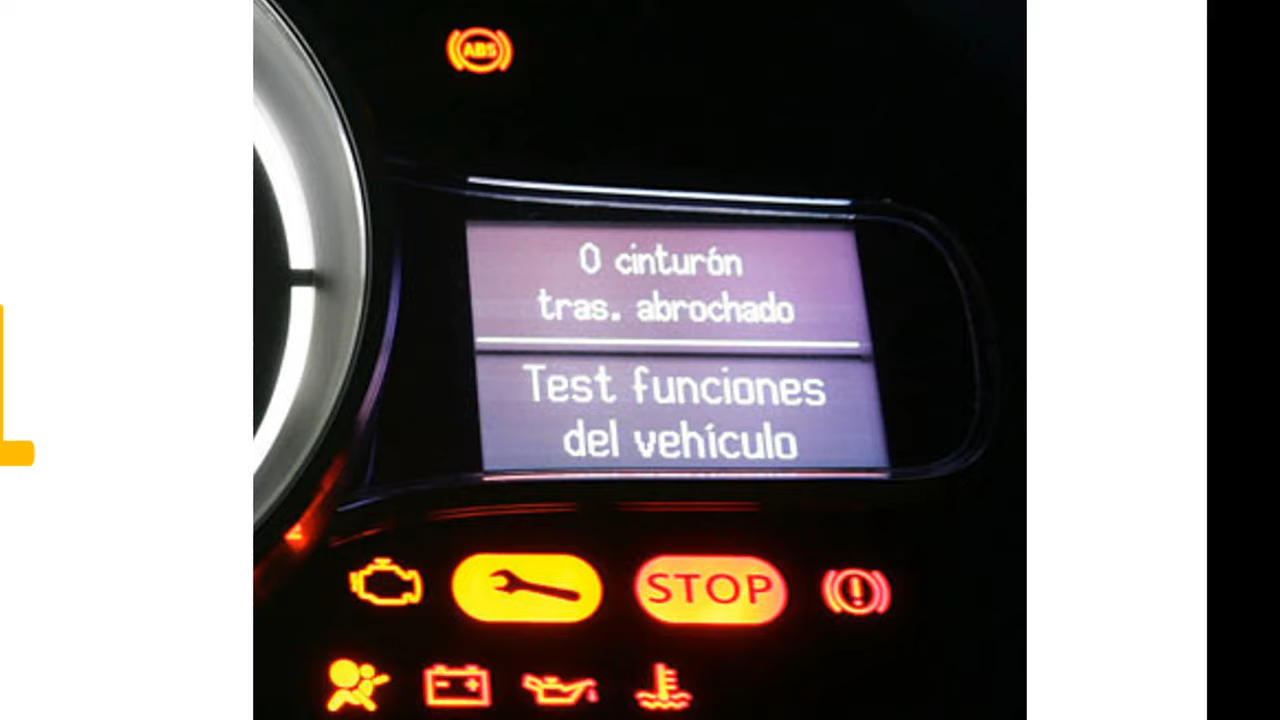 ABS
0 cinturón
tras. abrochado
Test funciones
del vehículo
STOP